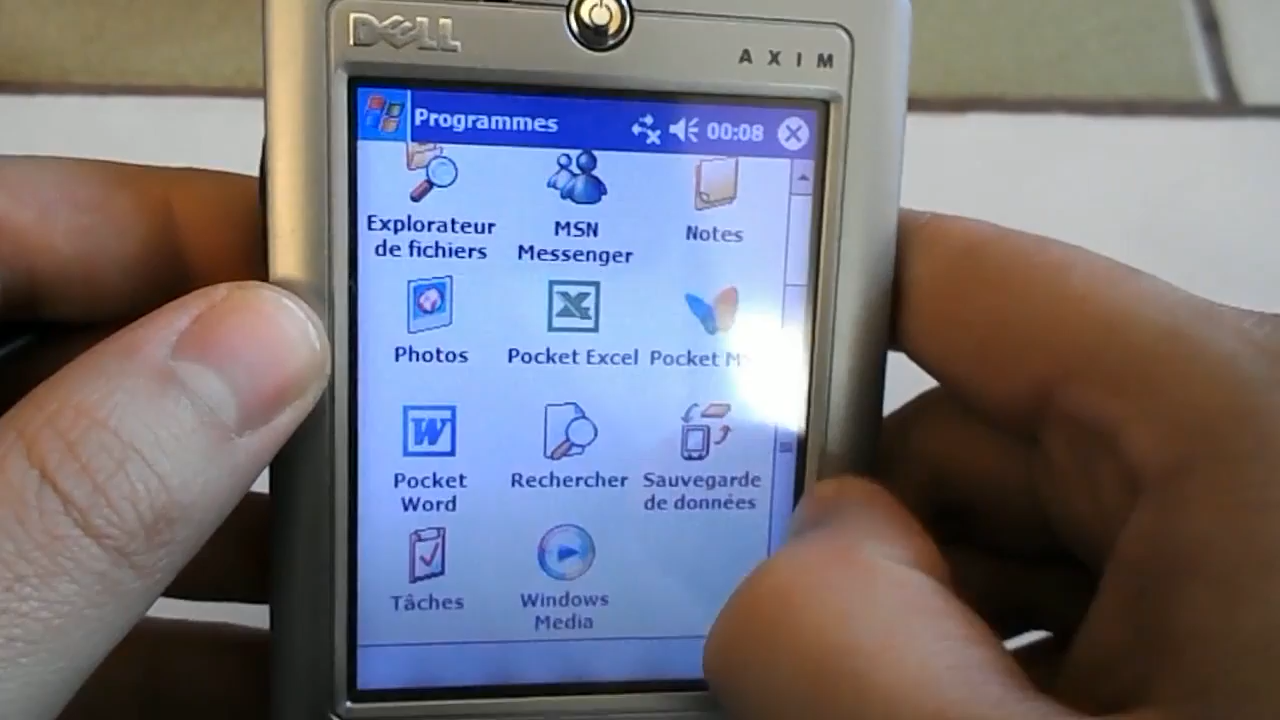 DELL
AXIM
Programmes 00:08
Explorateur de fichiers
MSN Messenger
Notes
Photos
Pocket Excel
Pocket
Pocket Word
Rechercher
Sauvegarde de données
Tâches
Windows Media